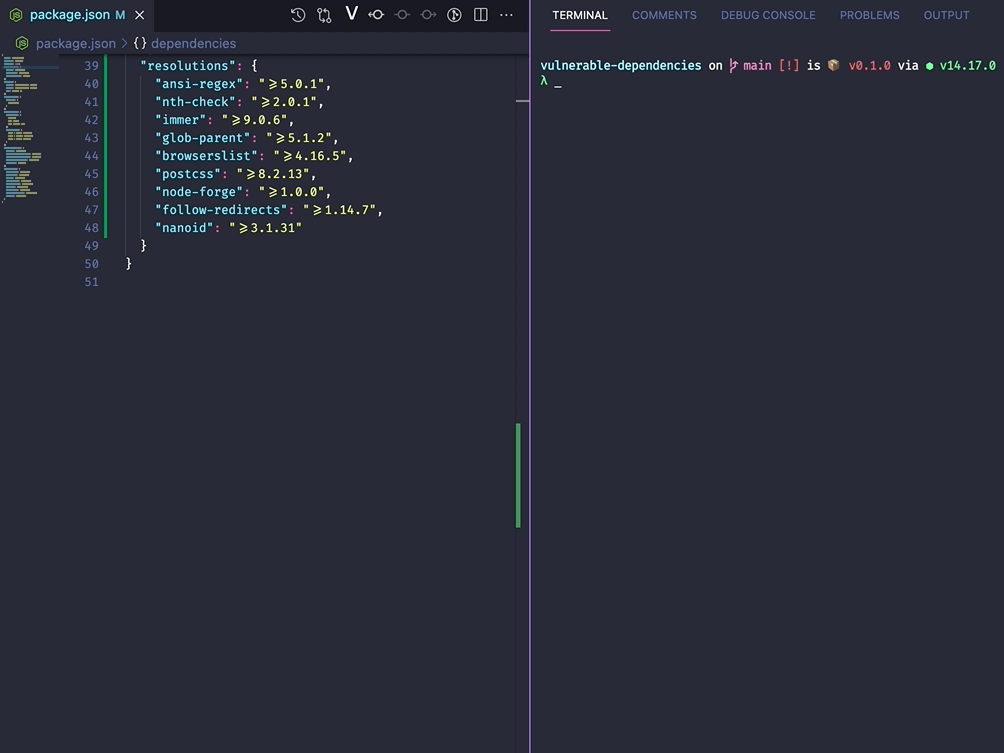 package.json M
package.json > {} dependencies
39 "resolutions": {
40 "ansi-regex": ">=5.0.1",
41 "nth-check": ">=2.0.1",
42 "immer": ">=9.0.6",
43 "glob-parent": ">=5.1.2",
44 "browserslist": ">=4.16.5",
45 "postcss": ">=8.2.13",
46 "node-forge": ">=1.0.0",
47 "follow-redirects": ">=1.14.7",
48 "nanoid": ">=3.1.31"
49 }
50 }
51
TERMINAL COMMENTS DEBUG CONSOLE PROBLEMS OUTPUT
vulnerable-dependencies on main [!] is 📦 v0.1.0 via ⬢ v14.17.0
λ _